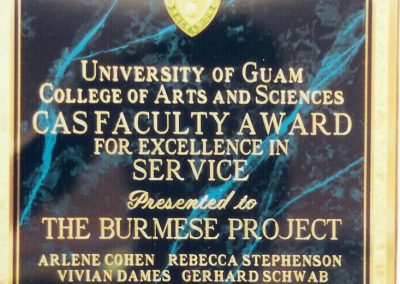 UNIVERSITY OF GUAM
COLLEGE OF ARTS AND SCIENCES
CAS FACULTY AWARD
FOR EXCELLENCE IN
SERVICE
Presented to
THE BURMESE PROJECT
ARLENE COHEN REBECCA STEPHENSON
VIVIAN DAMES GERHARD SCHWAB